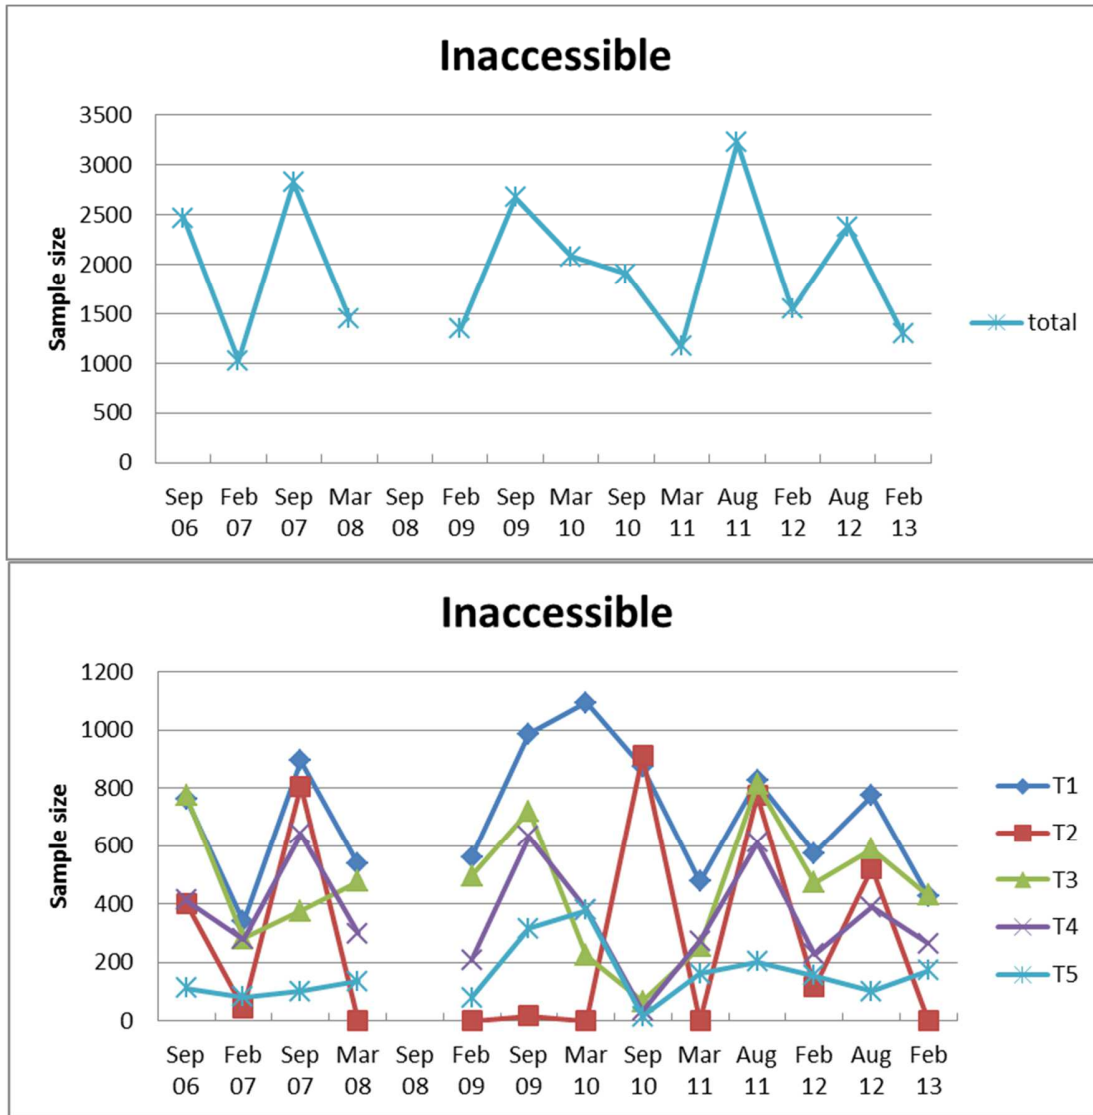 Inaccessible
3500
3000
2500
2000
1500
1000
500
0
Sample size
Sep Feb Sep Mar Sep Feb Sep Mar Sep Mar Aug Feb Aug Feb
06 07 07 08 08 09 09 10 10 11 11 12 12 13
total
Inaccessible
1200
1000
800
600
400
200
0
Sample size
Sep Feb Sep Mar Sep Feb Sep Mar Sep Mar Aug Feb Aug Feb
06 07 07 08 08 09 09 10 10 11 11 12 12 13
T1
T2
T3
T4
T5